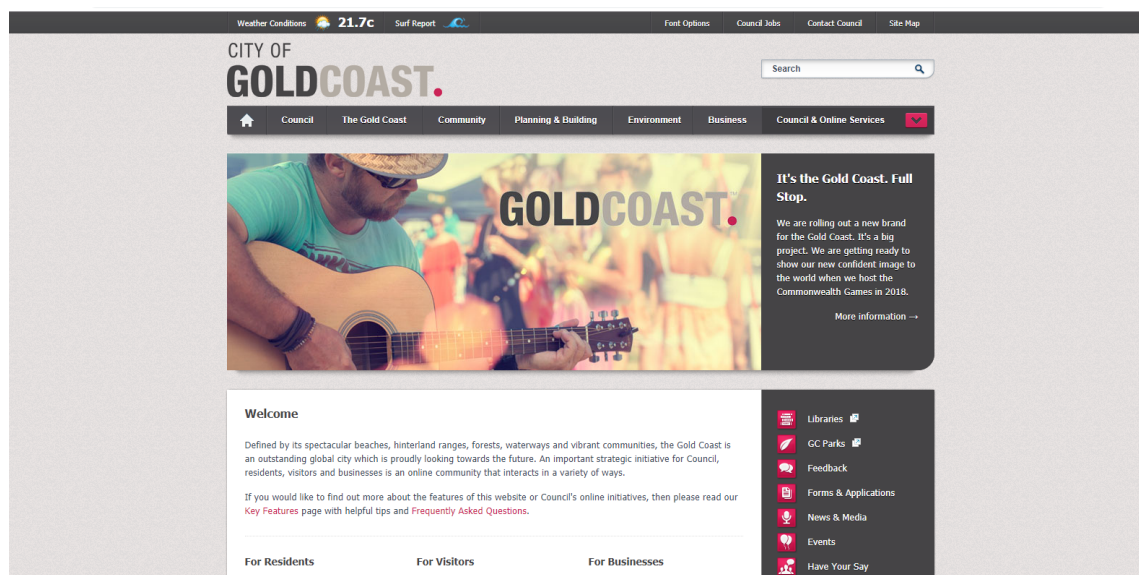 Weather Conditions 21.7c Surf Report Font Options Council Jobs Contact Council Site Map
CITY OF
GOLDCOAST.
Search
Council The Gold Coast Community Planning & Building Environment Business Council & Online Services
GOLDCOAST.
It's the Gold Coast. Full
Stop.
We are rolling out a new brand
for the Gold Coast. It's a big
project. We are getting ready to
show our new confident image to
the world when we host the
Commonwealth Games in 2018.
More information →
Welcome
Defined by its spectacular beaches, hinterland ranges, forests, waterways and vibrant communities, the Gold Coast is
an outstanding global city which is proudly looking towards the future. An important strategic initiative for Council,
residents, visitors and businesses is an online community that interacts in a variety of ways.
If you would like to find out more about the features of this website or Council's online initiatives, then please read our
Key Features page with helpful tips and Frequently Asked Questions.
For Residents For Visitors For Businesses
Libraries
GC Parks
Feedback
Forms & Applications
News & Media
Events
Have Your Say